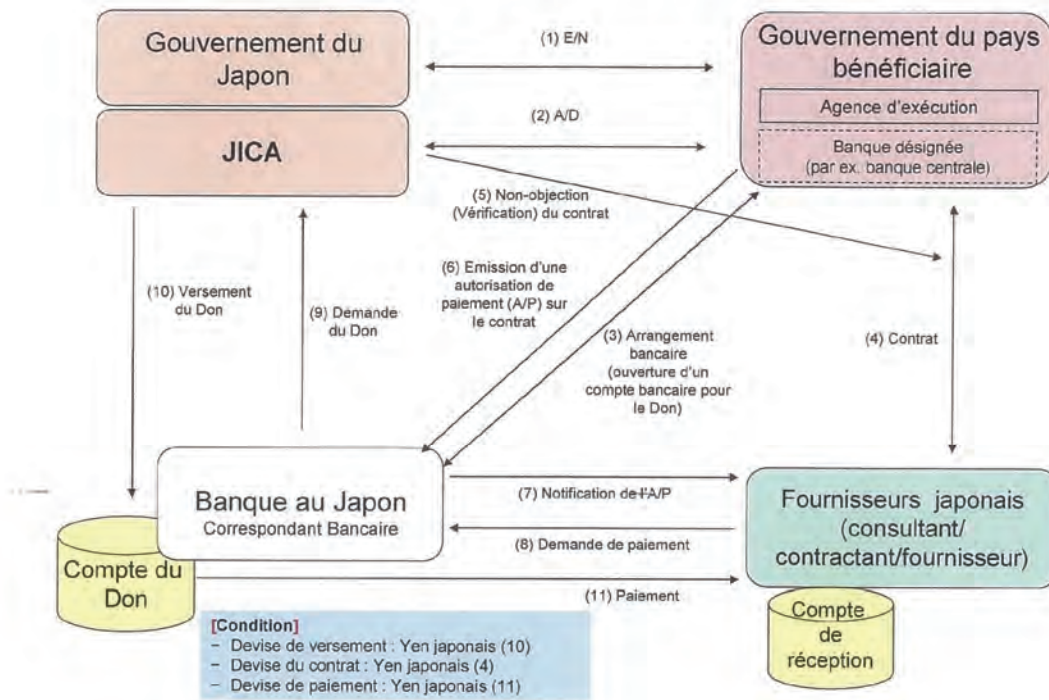 Gouvernement du
Japon
JICA
(1) E/N
(2) A/D
Gouvernement du pays
bénéficiaire
Agence d'exécution
Banque désignée
(par ex. banque centrale)
(5) Non-objection
(Vérification) du contrat
(6) Emission d'une
autorisation de
paiement (A/P) sur
le contrat
(10) Versement
du Don
(9) Demande
du Don
(3) Arrangement
bancaire
(ouverture d'un
compte bancaire pour
le Don)
(4) Contrat
Banque au Japon
Correspondant Bancaire
(7) Notification de l'A/P
(8) Demande de paiement
Fournisseurs japonais
(consultant/
contractant/fournisseur)
Compte du
Don
(11) Paiement
Compte
de
réception
[Condition]
– Devise de versement : Yen japonais (10)
– Devise du contrat : Yen japonais (4)
– Devise de paiement : Yen japonais (11)